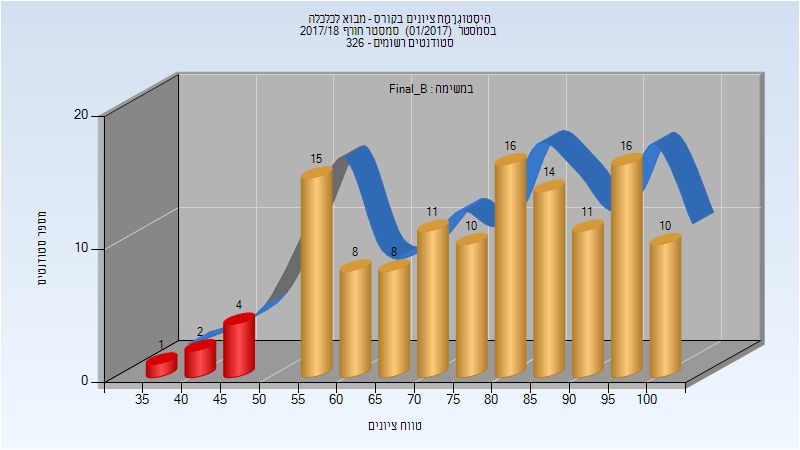 היסטוגרמת ציונים בקורס - מבוא לכלכלה
בסמסטר (01/2017) סמסטר חורף 2017/18
סטודנטים רשומים - 326
במשימה : Final_B
מספר סטודנטים
20
10
0
1
2
4
15
8
8
11
10
16
14
11
16
10
35 40 45 50 55 60 65 70 75 80 85 90 95 100
טווח ציונים